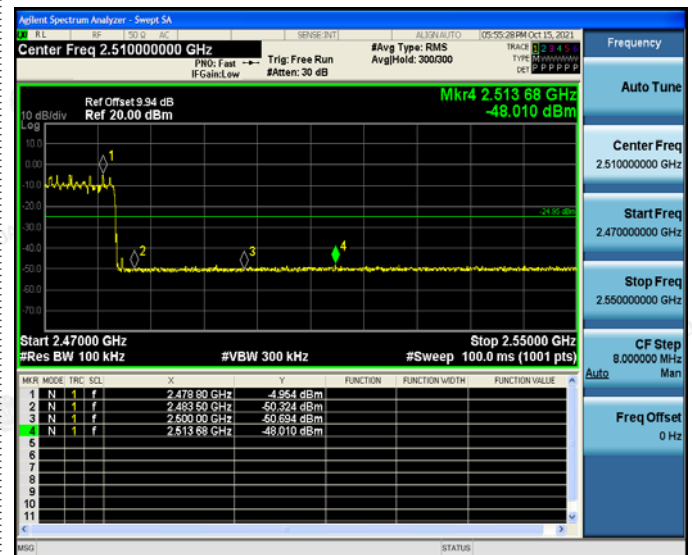 Agilent Spectrum Analyzer - Swept SA
RL RF 50 Ω AC SENSE:INT ALIGNAUTO 05:55:28 PM Oct 15, 2021
Center Freq 2.510000000 GHz
PNO: Fast
IFGain:Low
Trig: Free Run
#Atten: 30 dB
#Avg Type: RMS
Avg|Hold: 300/300
TRACE 1 2 3 4 5 6
TYPE MWWWWW
DET P P P P P P
Ref Offset 9.94 dB
Ref 20.00 dBm
10 dB/div
Log
Mkr4 2.513 68 GHz
-48.010 dBm
10.0
0.00
-10.0
-20.0
-30.0
-40.0
-50.0
-60.0
-70.0
1
2
3
4
-24.95 dBm
Start 2.47000 GHz
Stop 2.55000 GHz
#Res BW 100 kHz
#VBW 300 kHz
#Sweep 100.0 ms (1001 pts)
MKR MODE TRC SCL X Y FUNCTION FUNCTION WIDTH FUNCTION VALUE
1 N 1 f 2.478 80 GHz -4.954 dBm
2 N 1 f 2.483 50 GHz -50.324 dBm
3 N 1 f 2.500 00 GHz -50.694 dBm
4 N 1 f 2.513 68 GHz -48.010 dBm
5
6
7
8
9
10
11
MSG
STATUS
Frequency
Auto Tune
Center Freq
2.510000000 GHz
Start Freq
2.470000000 GHz
Stop Freq
2.550000000 GHz
CF Step
8.000000 MHz
Auto Man
Freq Offset
0 Hz